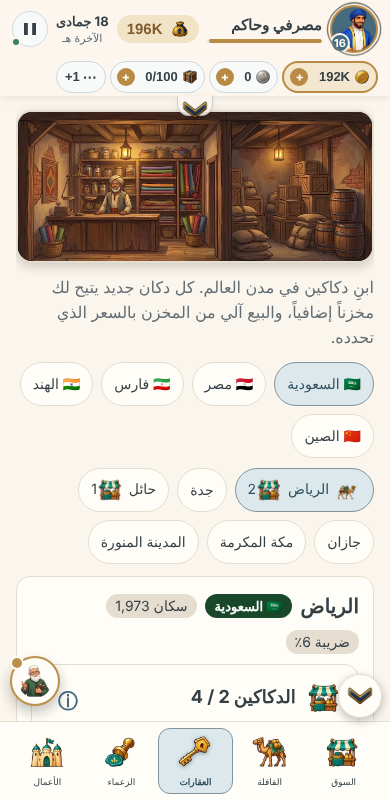 مصرفي وحاكم
196K
18 جمادى
الآخرة هـ
16
192K
0
0/100
+1 ...
ابنِ دكاكين في مدن العالم. كل دكان جديد يتيح لك
مخزناً إضافياً، والبيع آلي من المخزن بالسعر الذي
تحدده.
السعودية
مصر
فارس
الهند
الصين
الرياض 2
جدة
حائل 1
جازان
مكة المكرمة
المدينة المنورة
الرياض
السعودية
سكان 1,973
ضريبة 6٪
الدكاكين 2 / 4
السوق
القافلة
العقارات
الزعماء
الأعمال